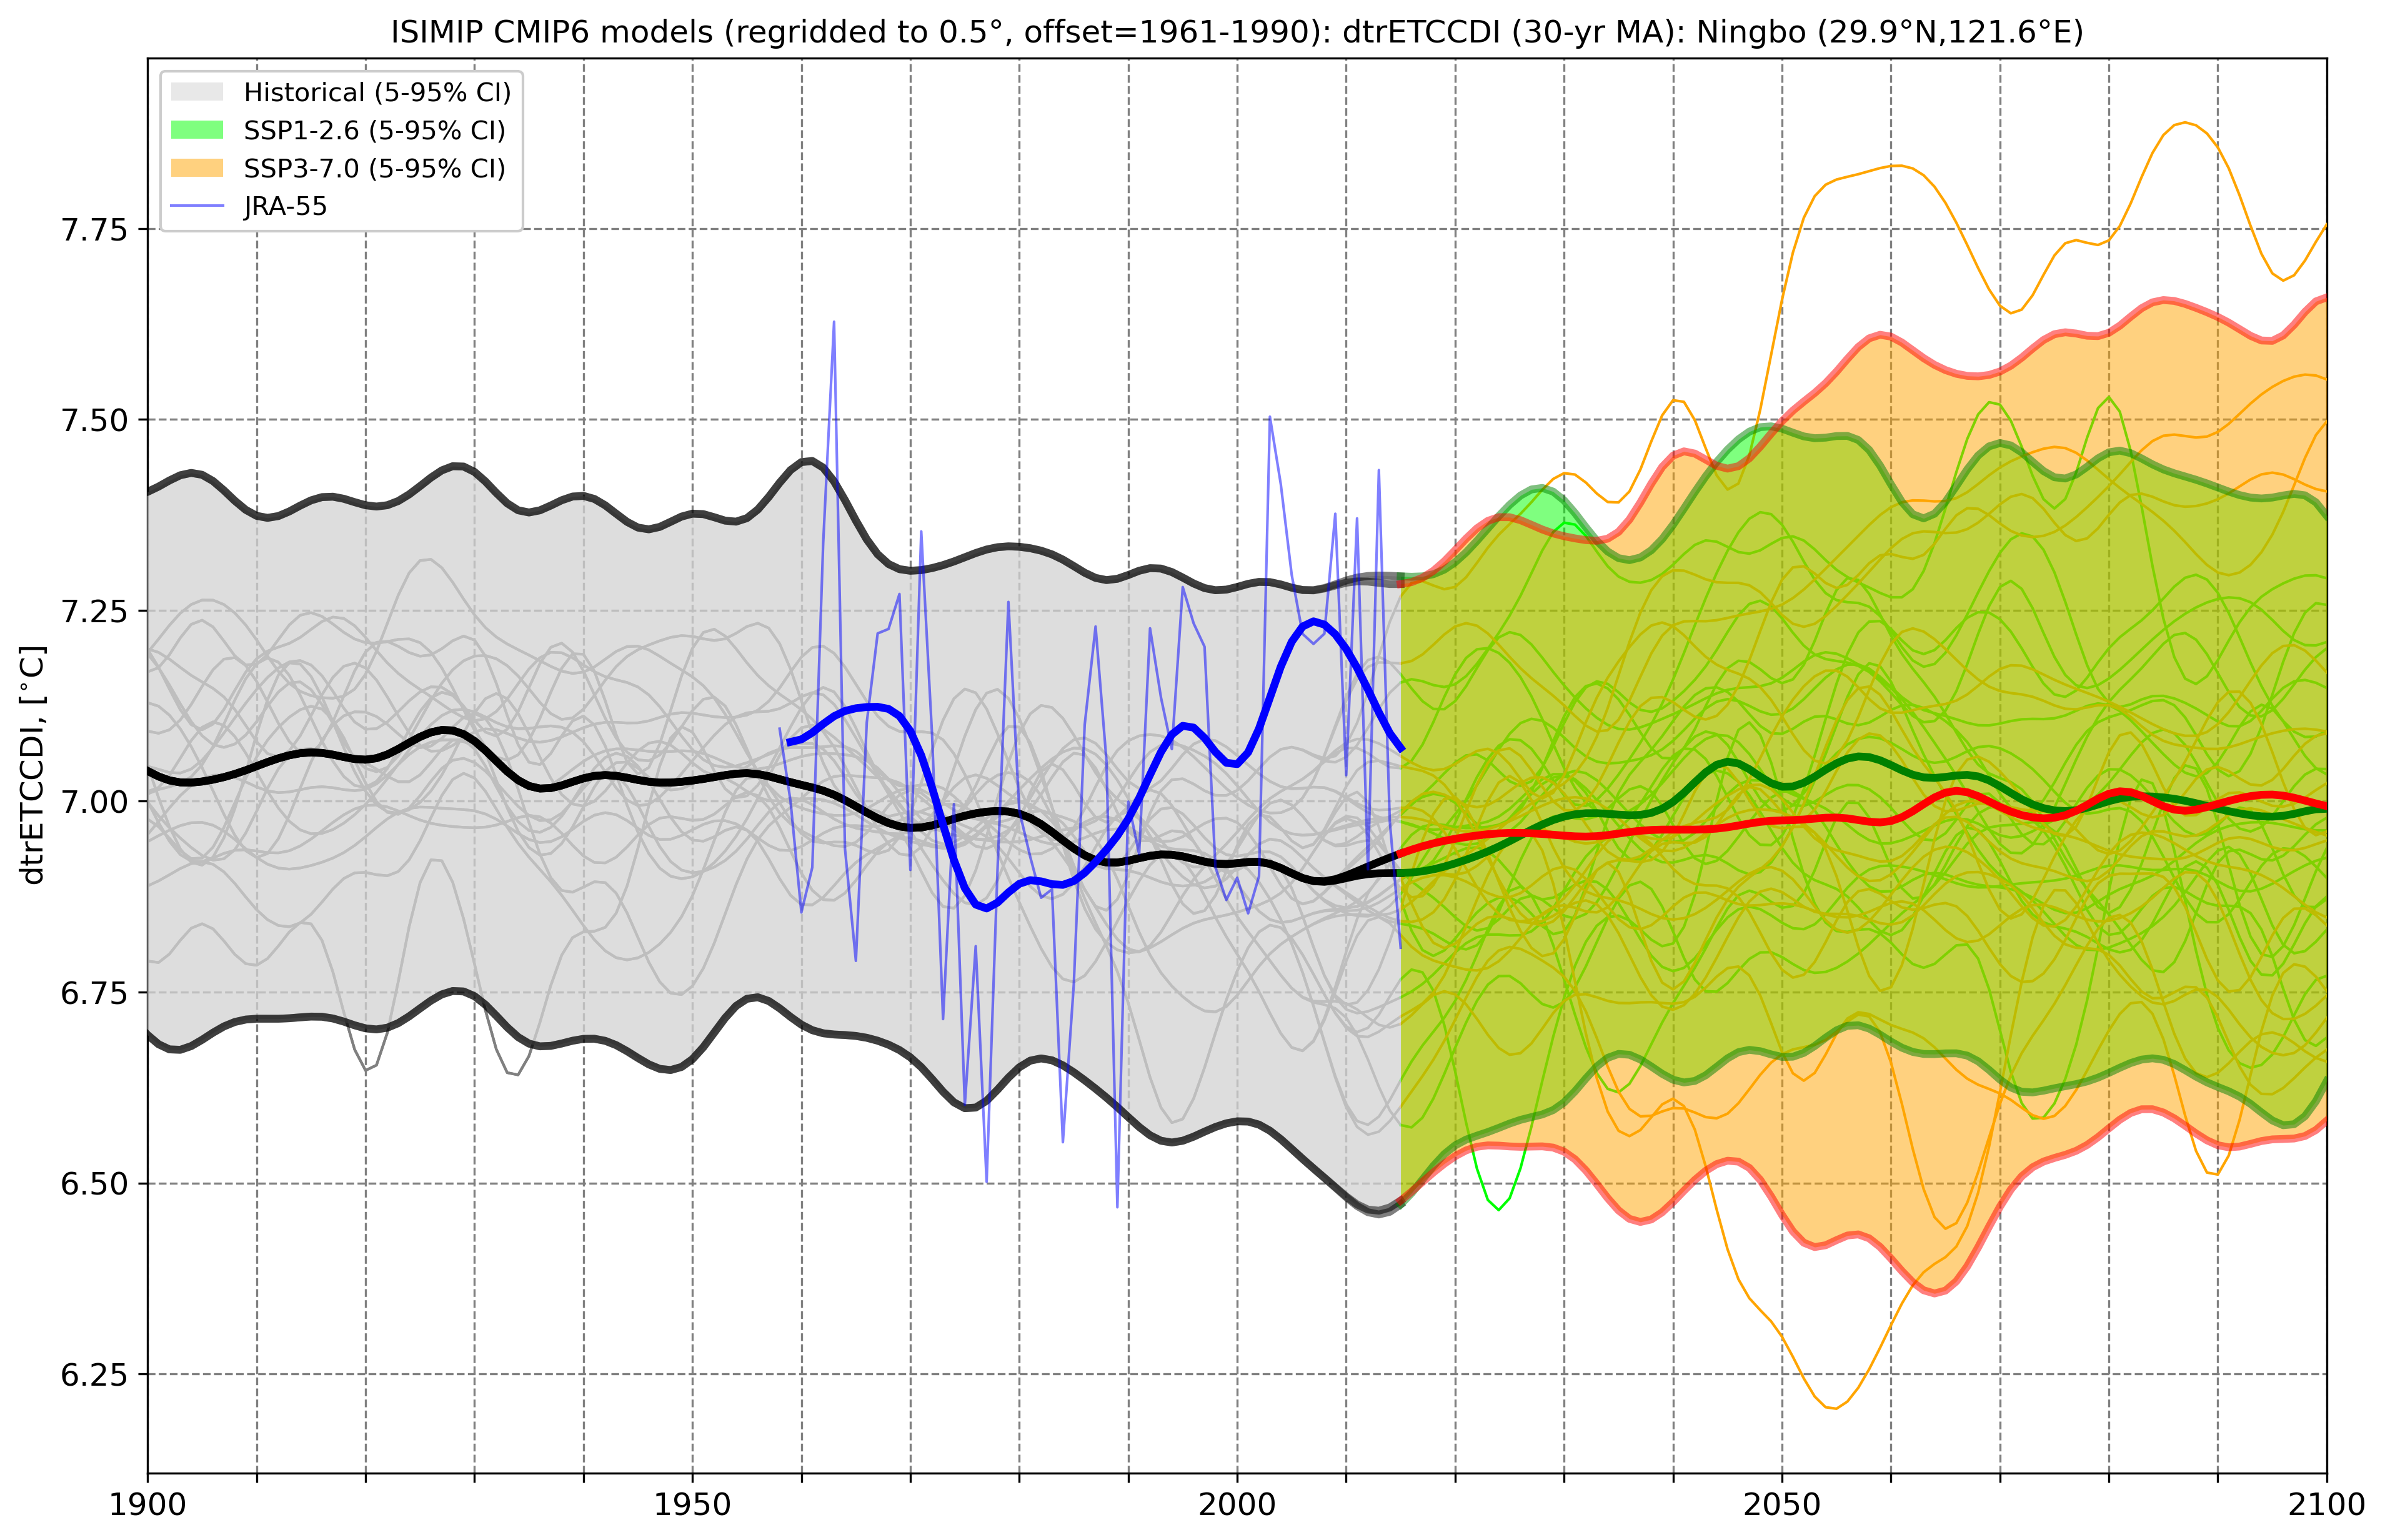 ISIMIP CMIP6 models (regridded to 0.5°, offset=1961-1990): dtrETCCDI (30-yr MA): Ningbo (29.9°N,121.6°E)
Historical (5-95% CI)
SSP1-2.6 (5-95% CI)
SSP3-7.0 (5-95% CI)
JRA-55
dtrETCCDI, [°C]
7.75
7.50
7.25
7.00
6.75
6.50
6.25
1900
1950
2000
2050
2100